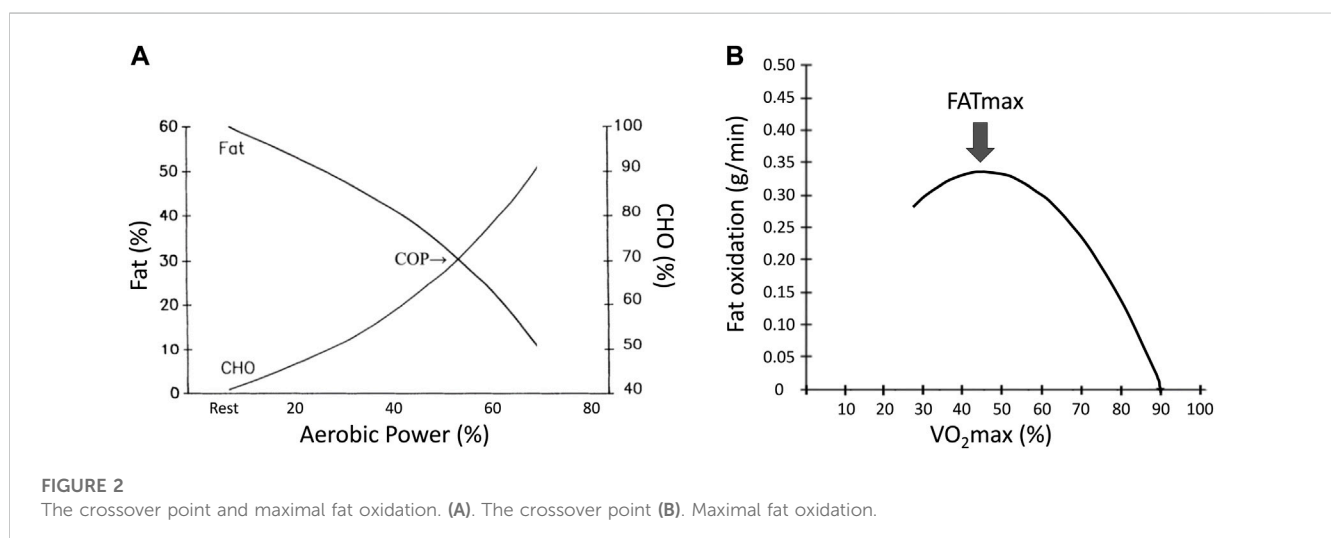 A
60
50
40
30
20
10
0
Fat (%)
Fat
CHO
COP→
100
90
80
70
60
50
40
CHO (%)
Rest 20 40 60 80
Aerobic Power (%)
B
0.50
0.45
0.40
0.35
0.30
0.25
0.20
0.15
0.10
0.05
0
Fat oxidation (g/min)
FATmax
10 20 30 40 50 60 70 80 90 100
VO₂max (%)
FIGURE 2
The crossover point and maximal fat oxidation. (A). The crossover point (B). Maximal fat oxidation.